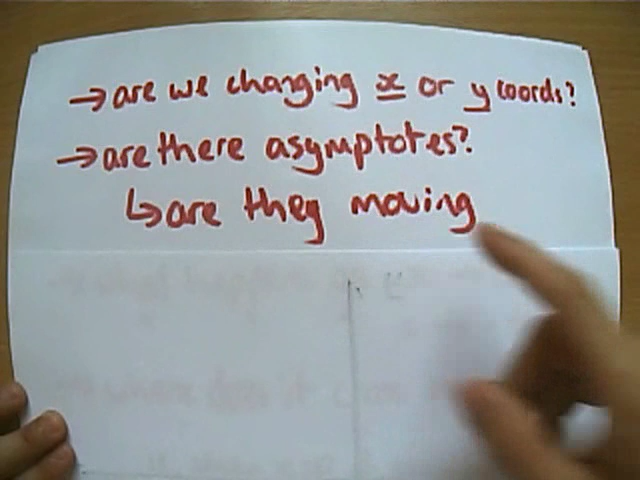 →are we changing x or y coords?
→are there asymptotes?
↳are they moving